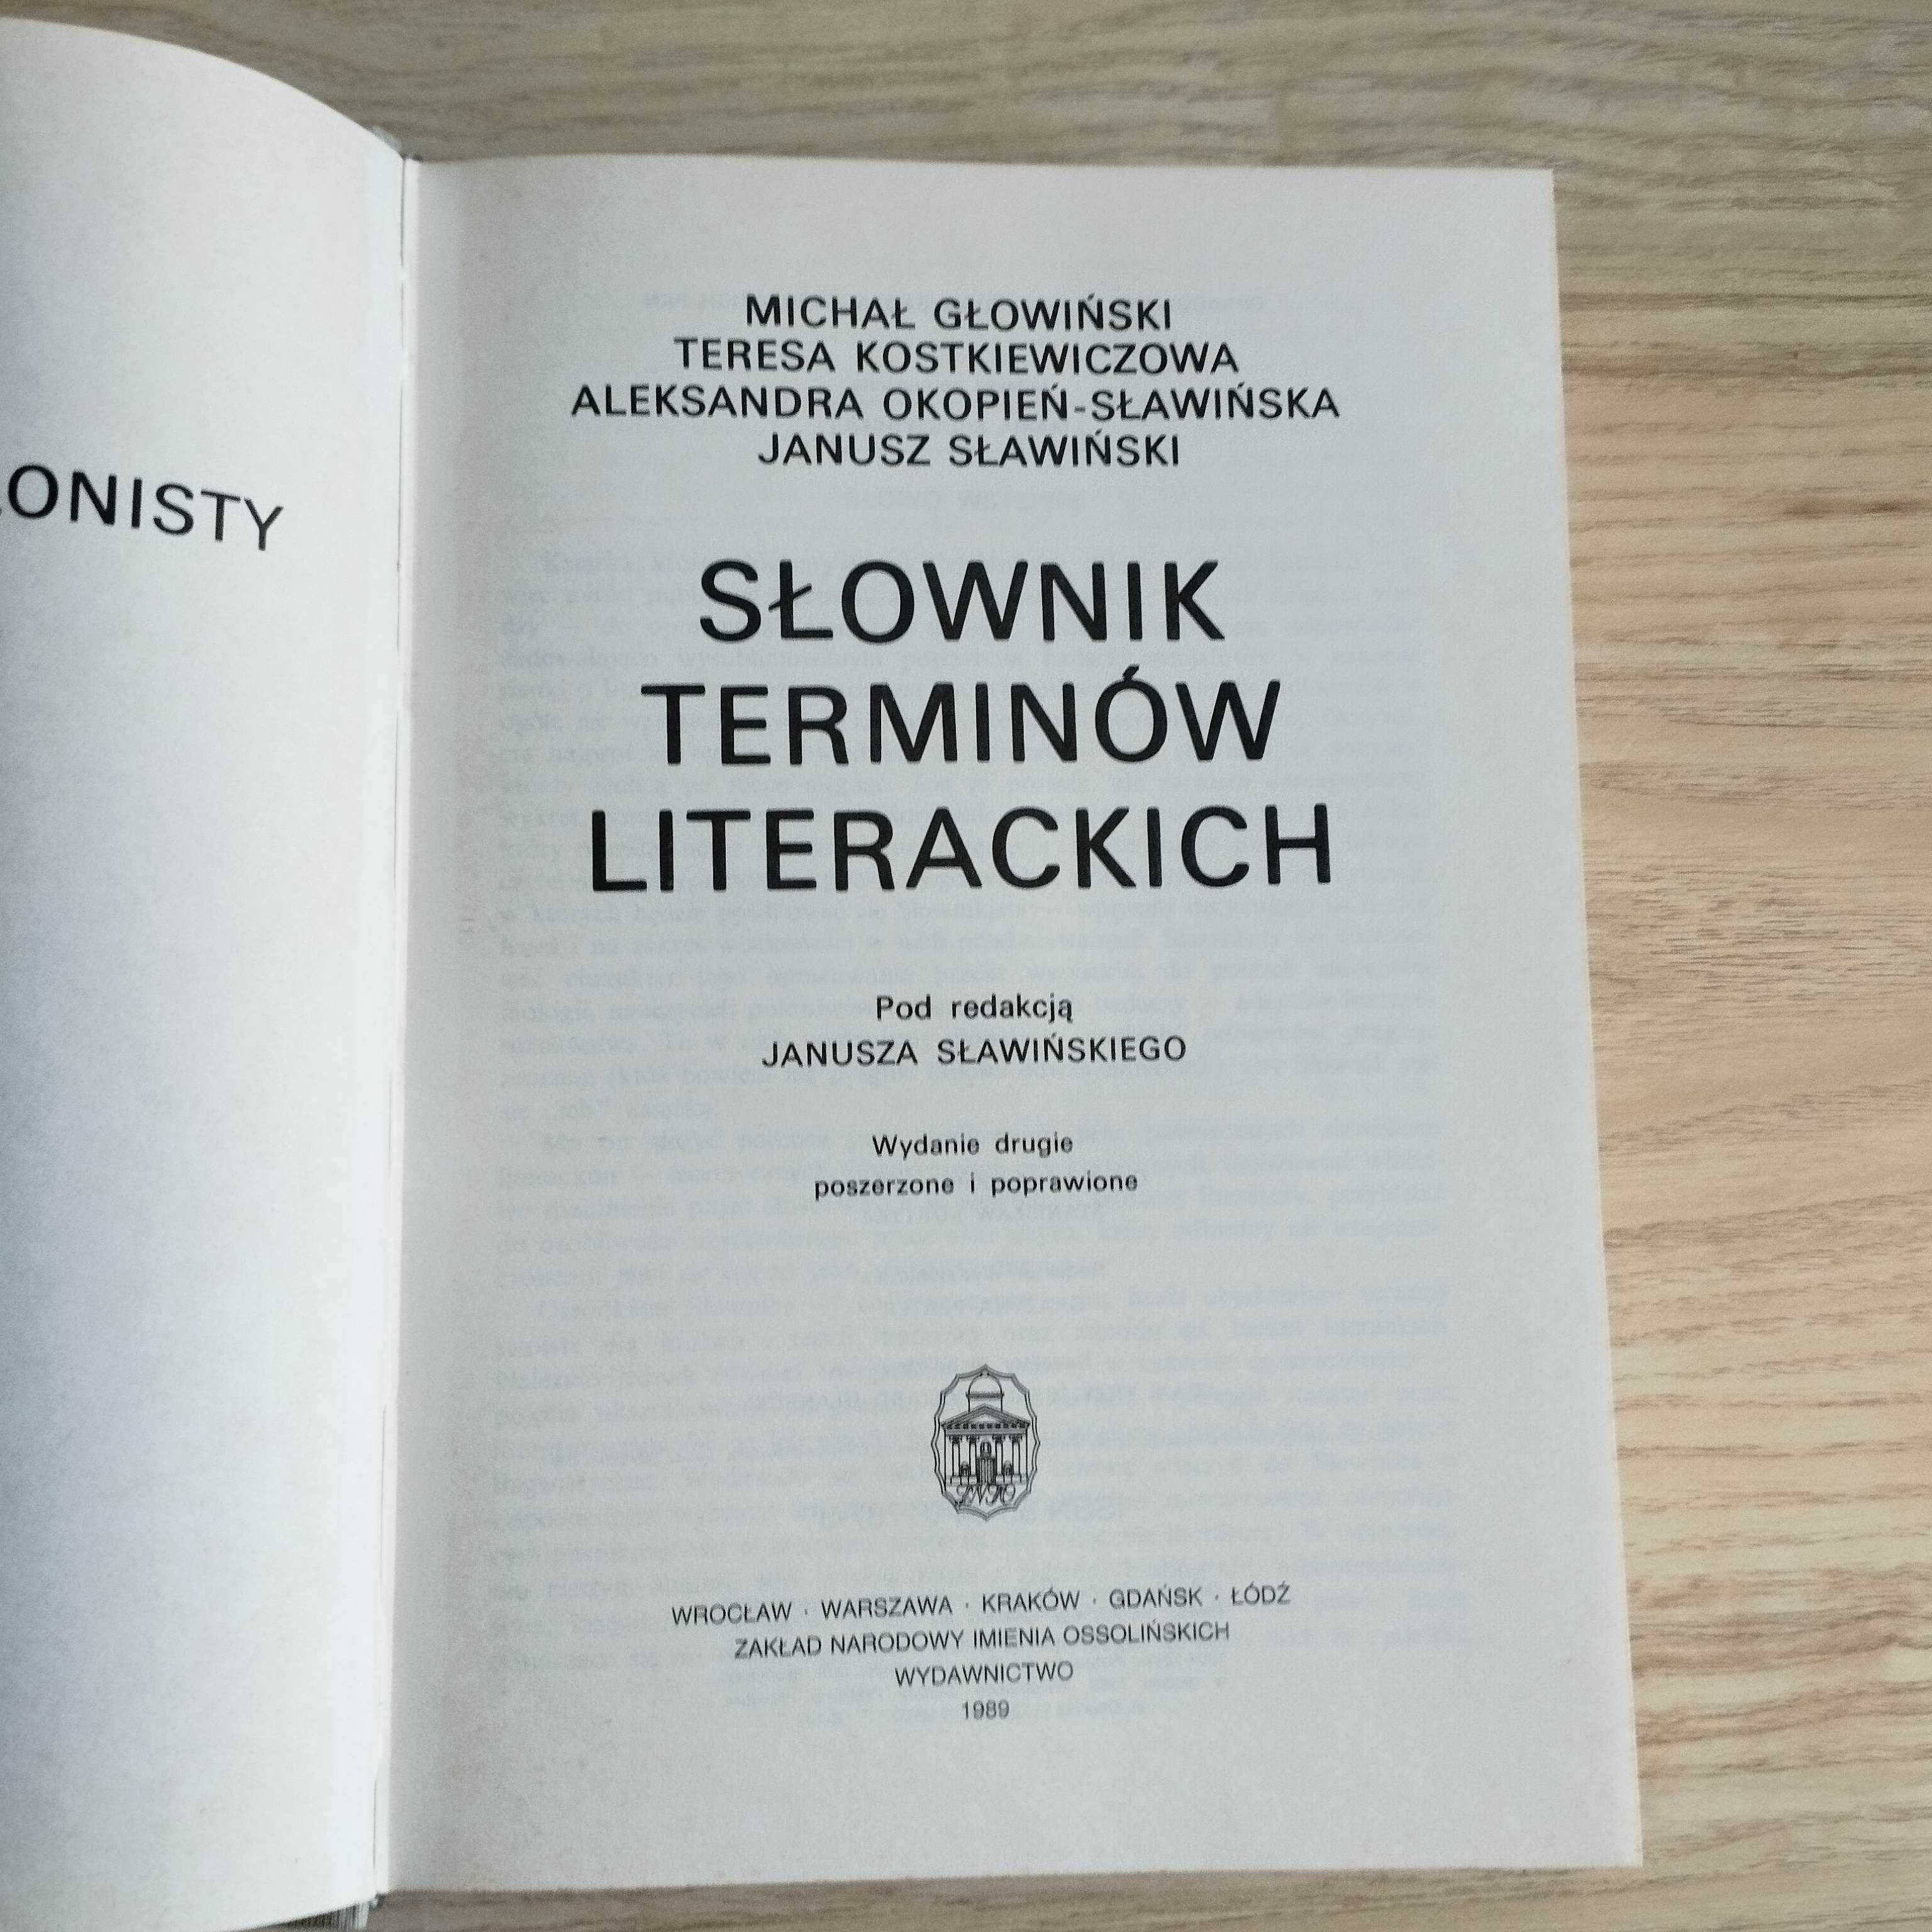 ONISTY
MICHAŁ GŁOWIŃSKI
TERESA KOSTKIEWICZOWA
ALEKSANDRA OKOPIEŃ-SŁAWIŃSKA
JANUSZ SŁAWIŃSKI
SŁOWNIK
TERMINÓW
LITERACKICH
Pod redakcją
JANUSZA SŁAWIŃSKIEGO
Wydanie drugie
poszerzone i poprawione
ZNiO
WROCŁAW · WARSZAWA · KRAKÓW · GDAŃSK · ŁÓDŹ
ZAKŁAD NARODOWY IMIENIA OSSOLIŃSKICH
WYDAWNICTWO
1989